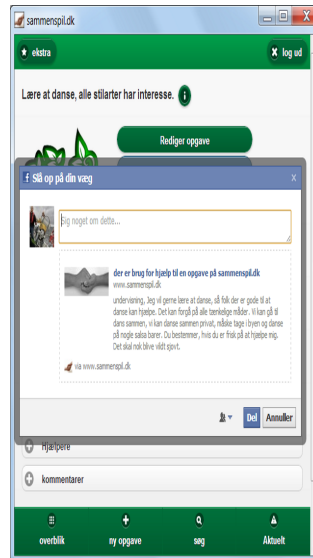 sammenspil.dk
ekstra
log ud
Lære at danse, alle stilarter har interesse.
Rediger opgave
Slå op på din væg
Sig noget om dette...
der er brug for hjælp til en opgave på sammenspil.dk
www.sammenspil.dk
undervisning, Jeg vil gerne lære at danse, så folk der er gode til at
danse kan hjælpe. Det kan forgå på alle tænkelige måder. Vi kan gå til
dans sammen, vi kan danse sammen privat, måske tage i byen og danse
på nogle salsa barer. Du bestemmer, hvis du er frisk på at hjælpe mig.
Det skal nok blive vildt sjovt.
via www.sammenspil.dk
Del Annuller
Hjælpere
kommentarer
overblik ny opgave søg Aktuelt